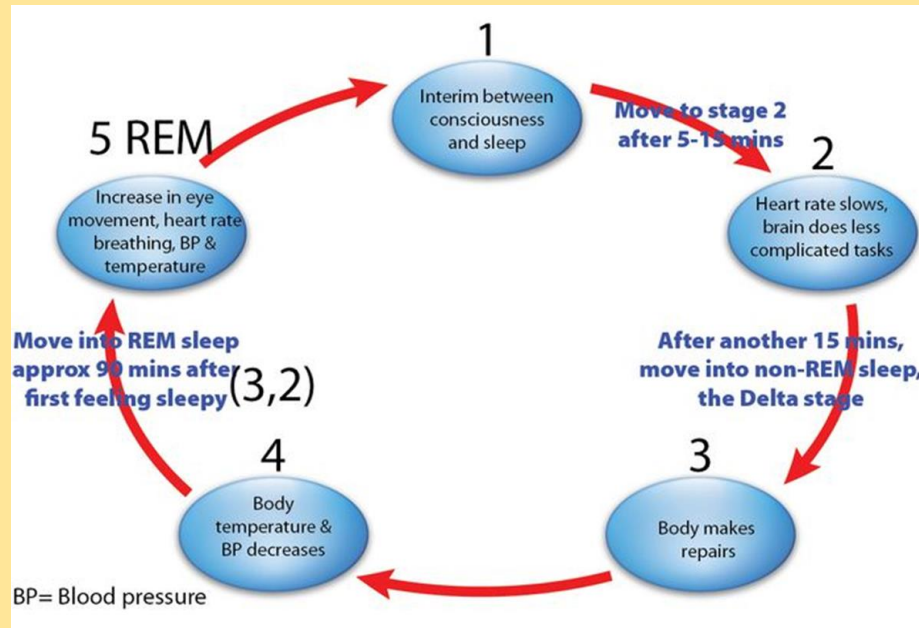 1
Interim between
consciousness
and sleep
Move to stage 2
after 5-15 mins
2
Heart rate slows,
brain does less
complicated tasks
After another 15 mins,
move into non-REM sleep,
the Delta stage
3
Body makes
repairs
4
Body
temperature &
BP decreases
(3,2)
Move into REM sleep
approx 90 mins after
first feeling sleepy
5 REM
Increase in eye
movement, heart rate
breathing, BP &
temperature
BP= Blood pressure